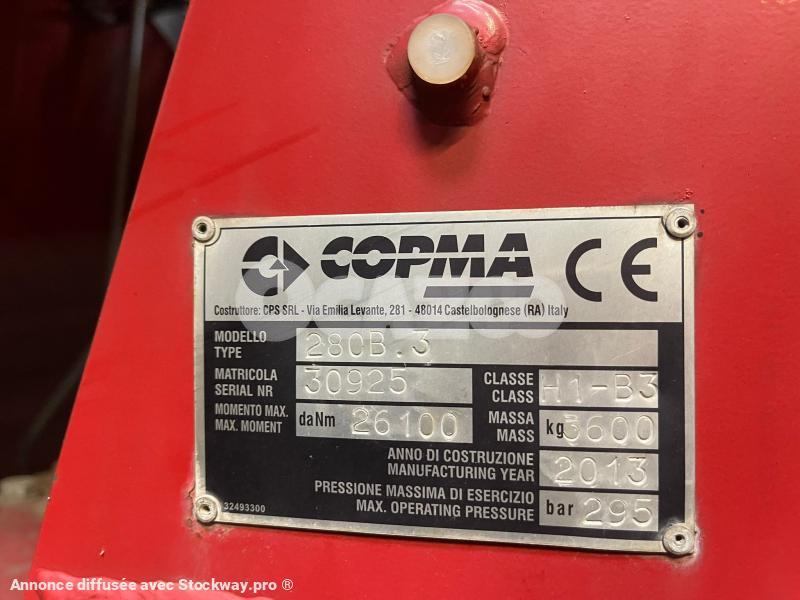 COPMA CE
Costruttore: CPS SRL - Via Emilia Levante, 281 - 48014 Castelbolognese (RA) Italy
MODELLO
TYPE
280B.3
MATRICOLA
SERIAL NR
30925
CLASSE
CLASS
H1-B3
MOMENTO MAX.
MAX. MOMENT
daNm 26100
MASSA
MASS
kg 3600
ANNO DI COSTRUZIONE
MANUFACTURING YEAR
2013
PRESSIONE MASSIMA DI ESERCIZIO
MAX. OPERATING PRESSURE
bar 295
32493300
Annonce diffusée avec Stockway.pro ®